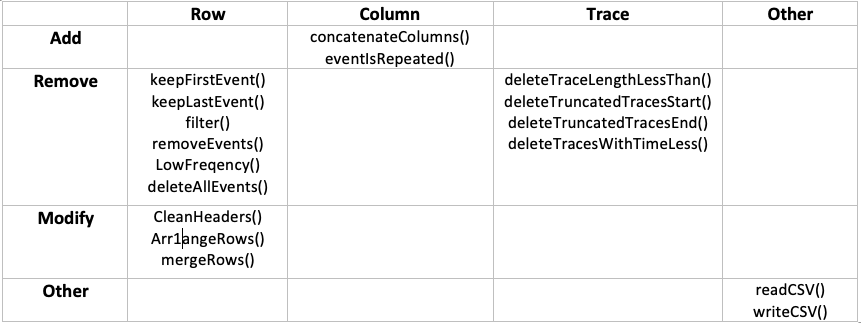 Row Column Trace Other
Add concatenateColumns()
eventIsRepeated()
Remove keepFirstEvent() deleteTraceLengthLessThan()
keepLastEvent() deleteTruncatedTracesStart()
filter() deleteTruncatedTracesEnd()
removeEvents() deleteTracesWithTimeLess()
LowFreqency()
deleteAllEvents()
Modify CleanHeaders()
Arr1angeRows()
mergeRows()
Other readCSV()
writeCSV()